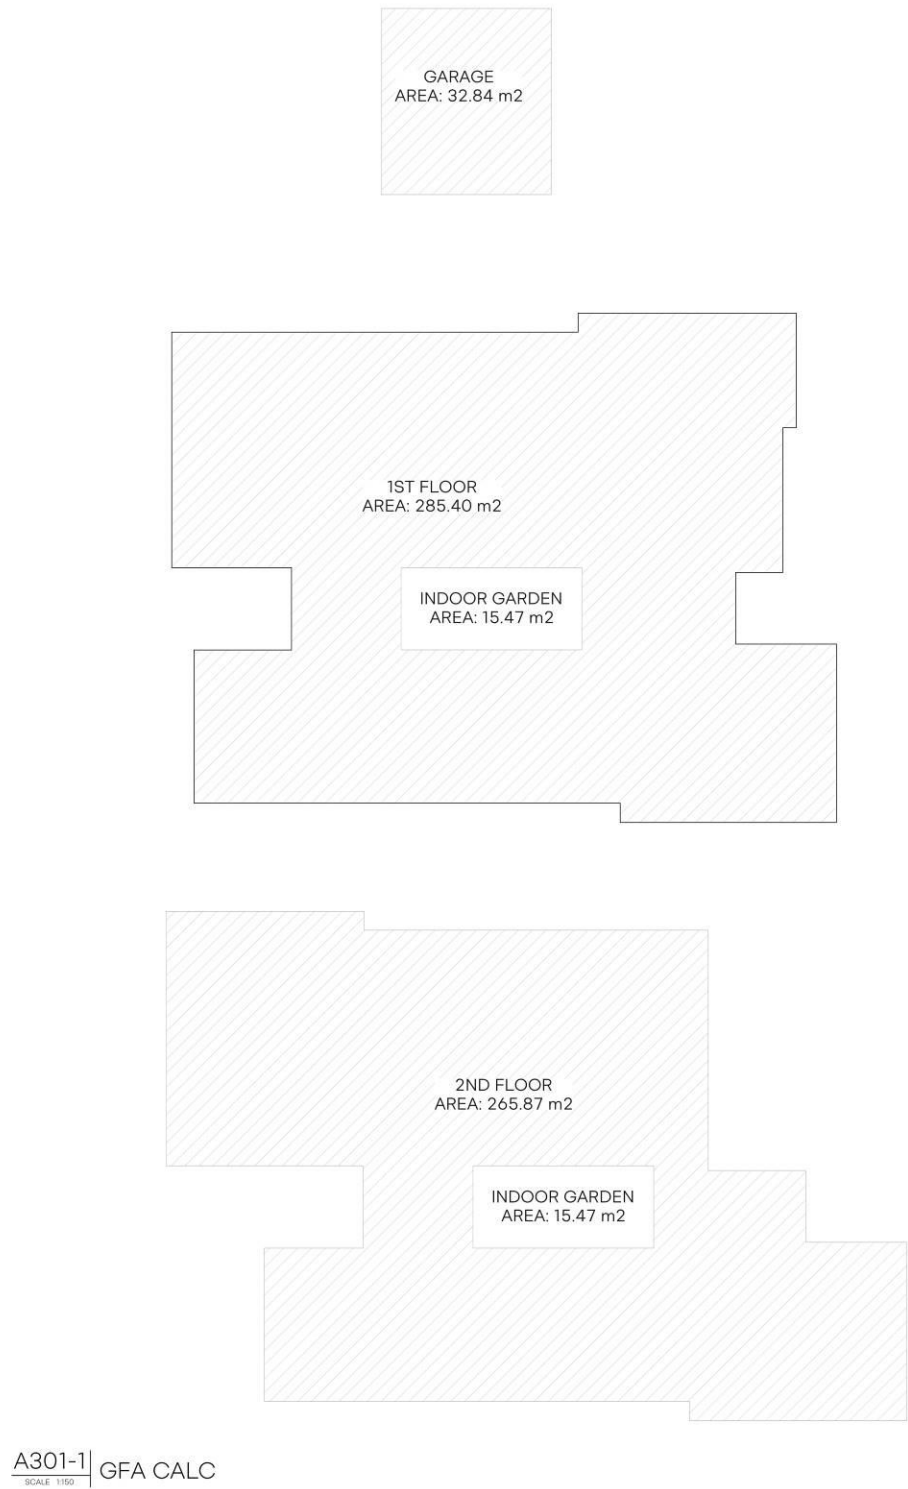 GARAGE
AREA: 32.84 m2
1ST FLOOR
AREA: 285.40 m2
INDOOR GARDEN
AREA: 15.47 m2
2ND FLOOR
AREA: 265.87 m2
INDOOR GARDEN
AREA: 15.47 m2
A301-1 GFA CALC
SCALE 1:150